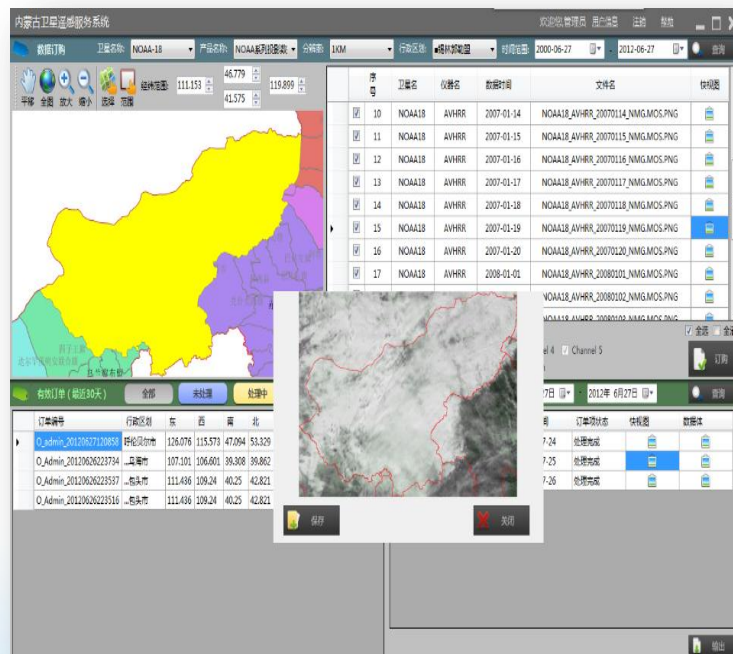 内蒙古卫星遥感服务系统 欢迎您,管理员 用户信息 注销 帮助
数据订购 卫星名称: NOAA-18 产品名称: NOAA系列投影数 分辨率: 1KM 行政区划: 锡林郭勒盟 时间范围: 2000-06-27 - 2012-06-27 查询
平移 全图 放大 缩小 选择 范围 经纬范围: 111.153 46.779 41.575 119.899
序号 卫星名 仪器名 数据时间 文件名 快视图
10 NOAA18 AVHRR 2007-01-14 NOAA18_AVHRR_20070114_NMG.MOS.PNG
11 NOAA18 AVHRR 2007-01-15 NOAA18_AVHRR_20070115_NMG.MOS.PNG
12 NOAA18 AVHRR 2007-01-16 NOAA18_AVHRR_20070116_NMG.MOS.PNG
13 NOAA18 AVHRR 2007-01-17 NOAA18_AVHRR_20070117_NMG.MOS.PNG
14 NOAA18 AVHRR 2007-01-18 NOAA18_AVHRR_20070118_NMG.MOS.PNG
15 NOAA18 AVHRR 2007-01-19 NOAA18_AVHRR_20070119_NMG.MOS.PNG
16 NOAA18 AVHRR 2007-01-20 NOAA18_AVHRR_20070120_NMG.MOS.PNG
17 NOAA18 AVHRR 2008-01-01 NOAA18_AVHRR_20080101_NMG.MOS.PNG
NOAA18_AVHRR_20080102_NMG.MOS.PNG
全选
nel 4 Channel 5
订购
有效订单(最近30天) 全部 未处理 处理中 27日 - 2012年 6月27日 查询
订单编号 行政区划 东 西 南 北
O_admin_20120627120858 呼伦贝尔市 126.076 115.573 47.094 53.329
O_Admin_20120626223734 ...乌海市 107.101 106.601 39.308 39.862
O_Admin_20120626223537 ...包头市 111.436 109.24 40.25 42.821
O_Admin_20120626223516 ...包头市 111.436 109.24 40.25 42.821
订单项状态 快视图 数据体
7-24 处理完成
7-25 处理完成
7-26 处理完成
保存 关闭
输出